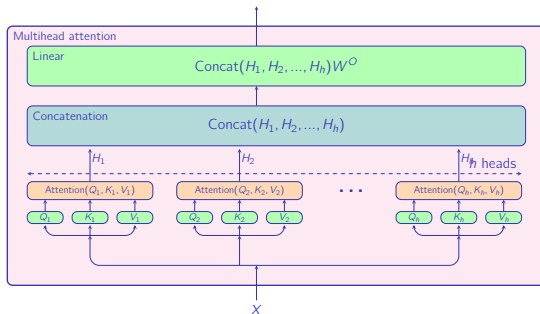 Multihead attention
Linear
Concat(H₁, H₂, ..., Hₕ)Wᴼ
Concatenation
Concat(H₁, H₂, ..., Hₕ)
H₁ H₂ Hₕ
h heads
Attention(Q₁, K₁, V₁) Attention(Q₂, K₂, V₂) ... Attention(Qₕ, Kₕ, Vₕ)
Q₁ K₁ V₁ Q₂ K₂ V₂ Qₕ Kₕ Vₕ
X